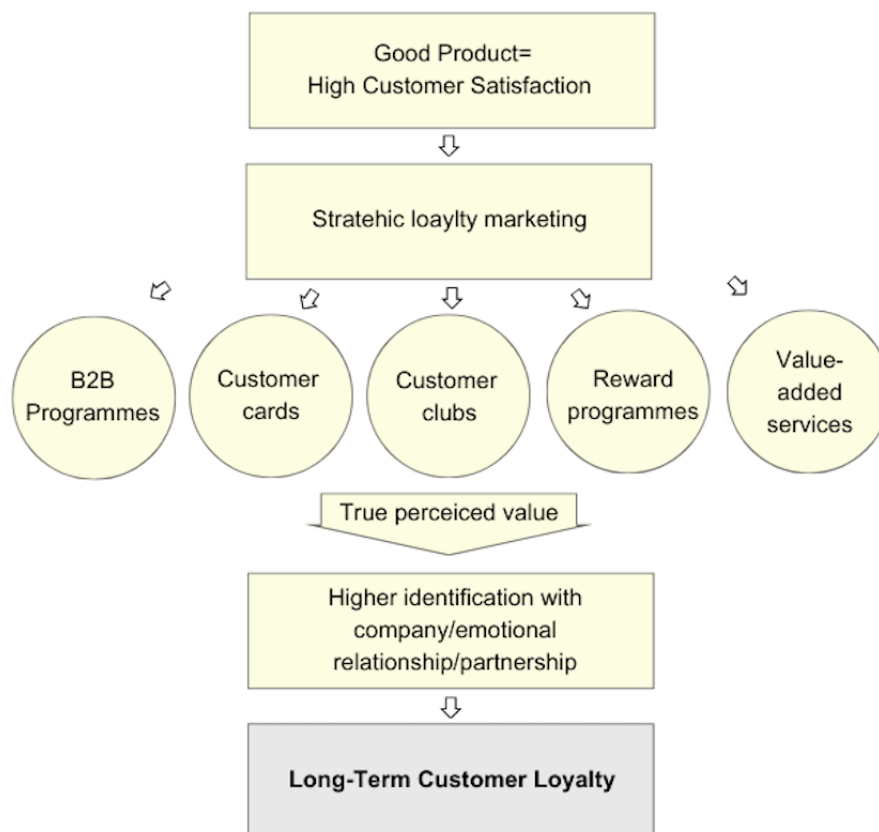 Good Product=
High Customer Satisfaction
Stratehic loaylty marketing
B2B
Programmes
Customer
cards
Customer
clubs
Reward
programmes
Value-
added
services
True perceiced value
Higher identification with
company/emotional
relationship/partnership
Long-Term Customer Loyalty